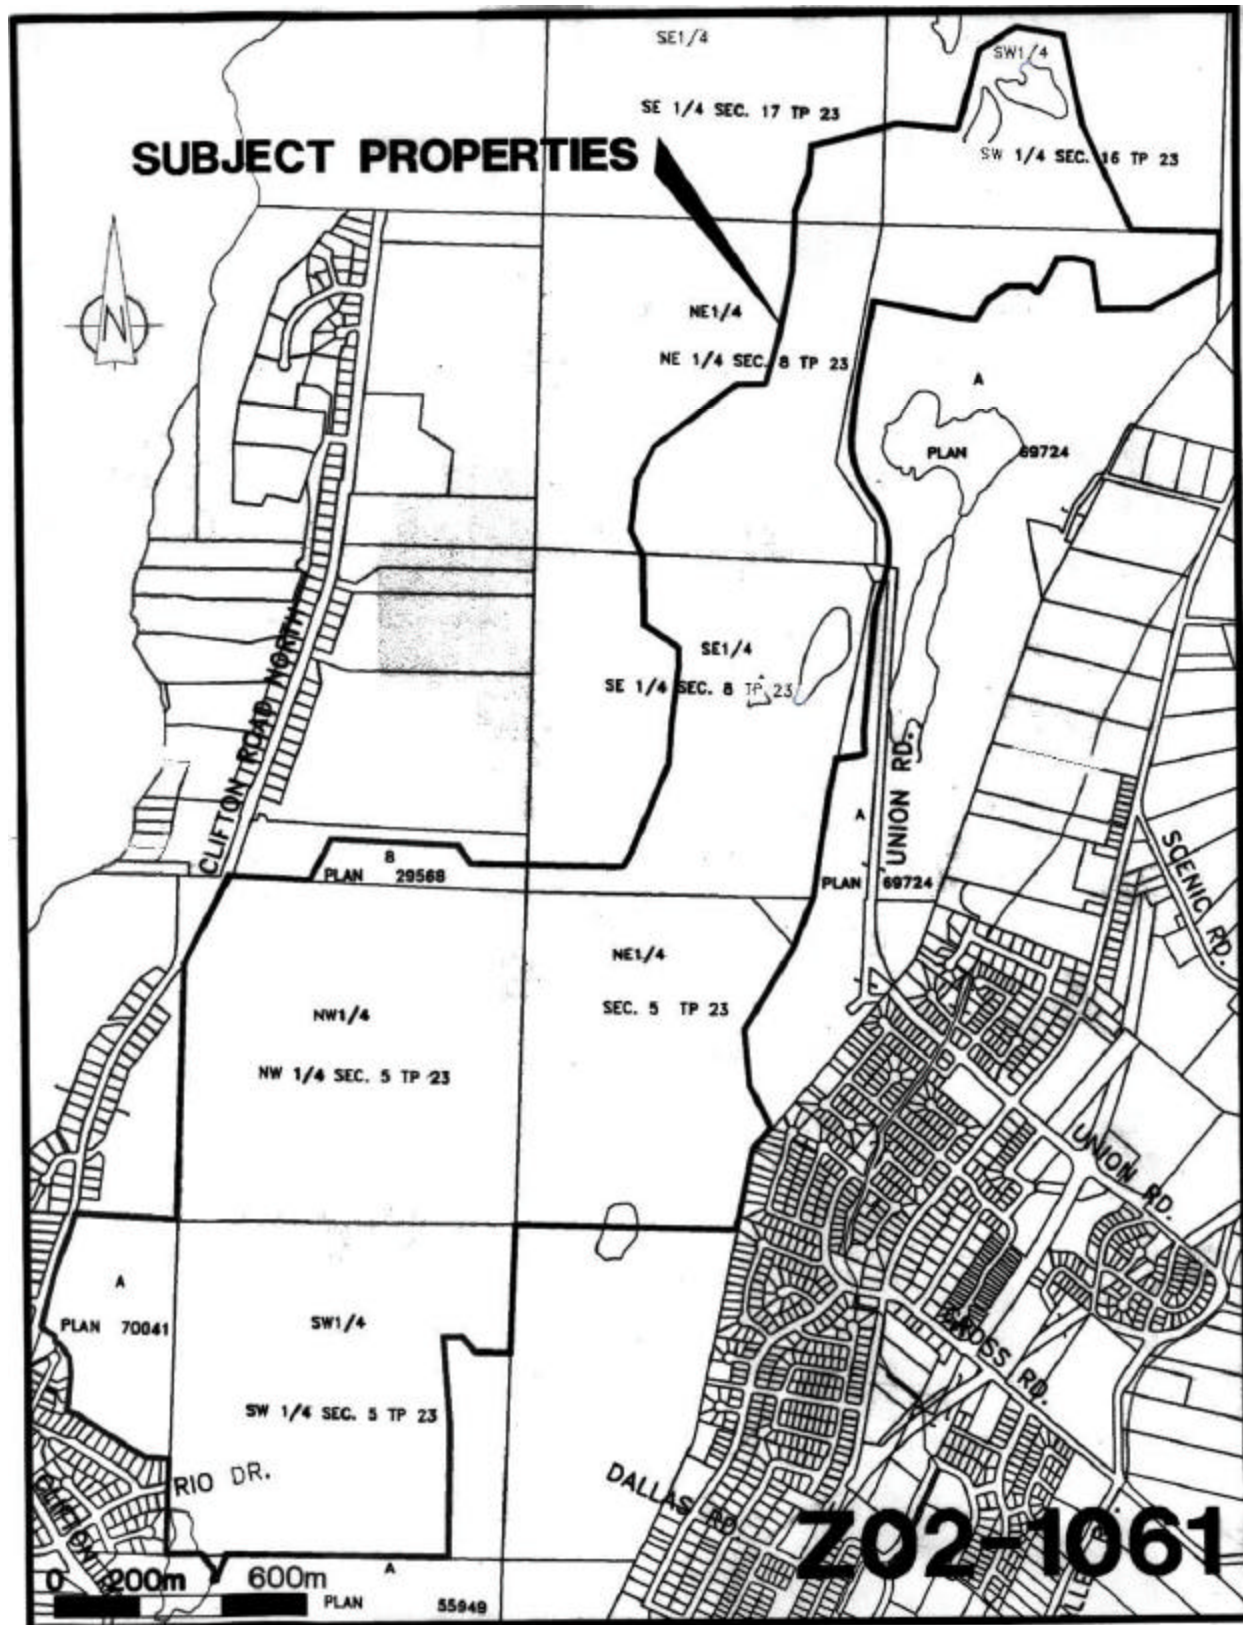 SE1/4
SW1/4
SE 1/4 SEC. 17 TP 23
SUBJECT PROPERTIES
SW 1/4 SEC. 16 TP 23
N
NE1/4
NE 1/4 SEC. 8 TP 23
A
PLAN 69724
CLIFTON ROAD NORTH
SE1/4
SE 1/4 SEC. 8 TP 23
UNION RD.
A
PLAN 69724
SCENIC RD.
B
PLAN 29568
NE1/4
SEC. 5 TP 23
NW1/4
NW 1/4 SEC. 5 TP 23
UNION RD.
A
PLAN 70041
SW1/4
SW 1/4 SEC. 5 TP 23
CROSS RD.
RIO DR.
CLIFTON
DALLAS RD.
Z02-1061
0 200m 600m
A
PLAN 55949